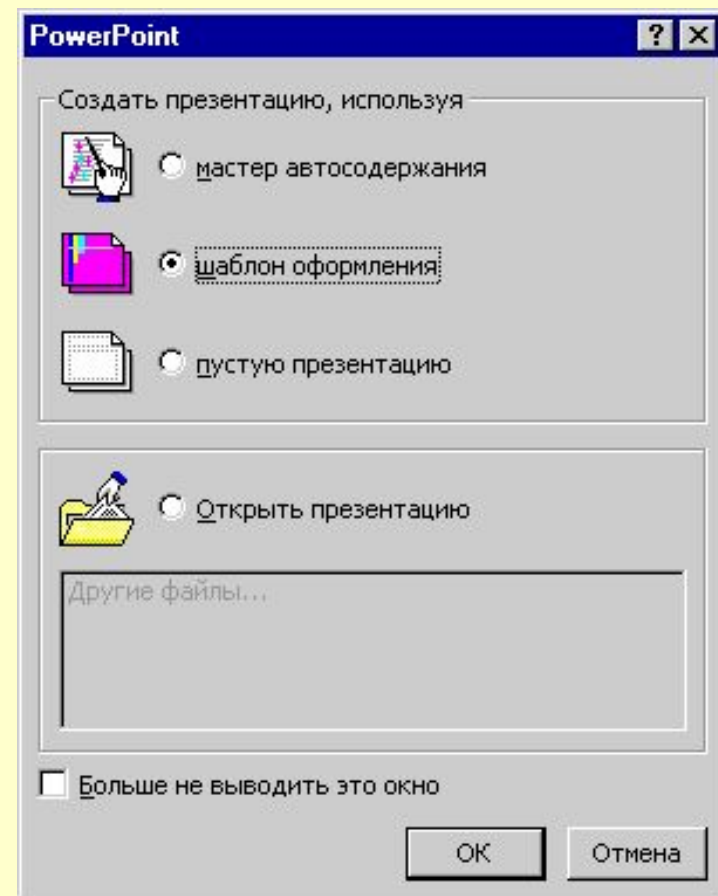 PowerPoint
Создать презентацию, используя
мастер автосодержания
шаблон оформления
пустую презентацию
Открыть презентацию
Другие файлы...
Больше не выводить это окно
ОК
Отмена